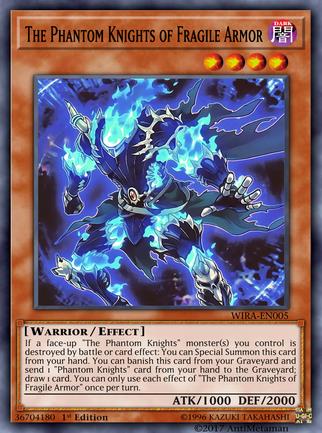 The Phantom Knights of Fragile Armor
DARK
闇
WIRA-EN005
[Warrior / Effect]
If a face-up "The Phantom Knights" monster(s) you control is
destroyed by battle or card effect: You can Special Summon this card
from your hand. You can banish this card from your Graveyard and
send 1 "Phantom Knights" card from your hand to the Graveyard;
draw 1 card. You can only use each effect of "The Phantom Knights of
Fragile Armor" once per turn.
ATK/1000 DEF/2000
36704180 1st Edition ©1996 KAZUKI TAKAHASHI
©2017 AntiMetaman